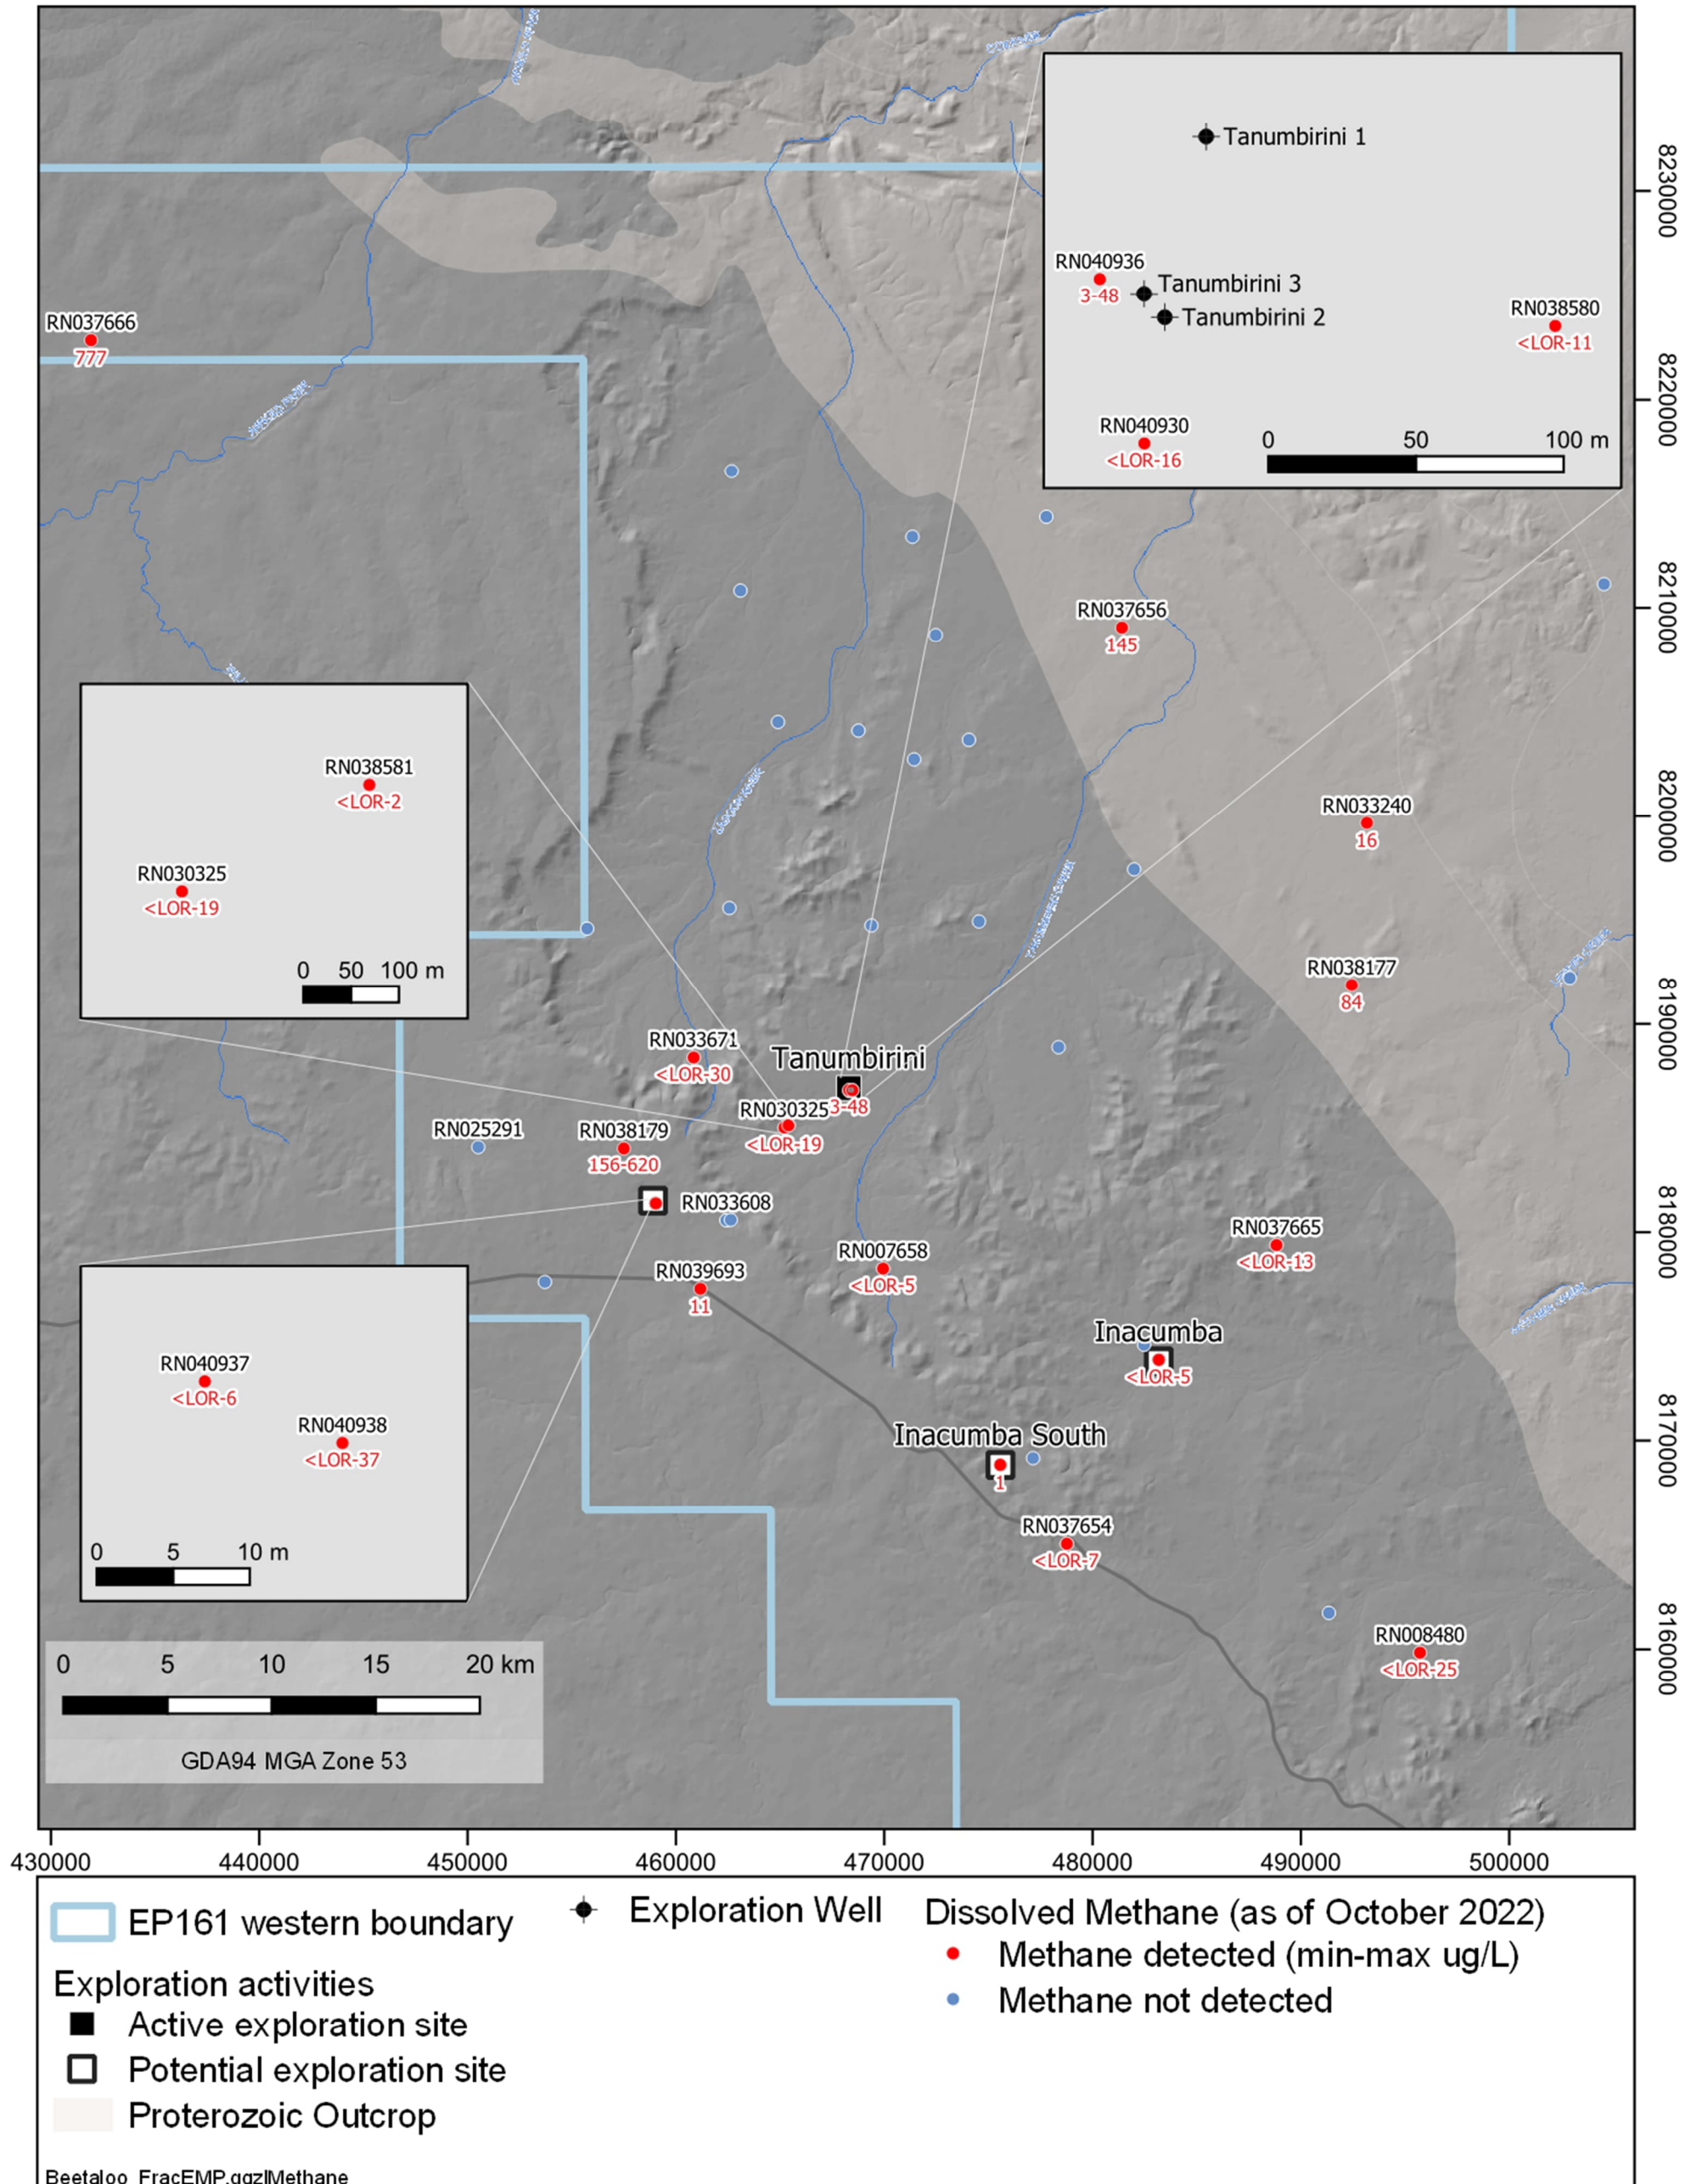 Tanumbirini 1
RN040936
3-48
Tanumbirini 3
Tanumbirini 2
RN038580
<LOR-11
RN040930
<LOR-16
0 50 100 m
8230000
RN037666
777
8220000
8210000
RN037656
145
RN038581
<LOR-2
RN030325
<LOR-19
0 50 100 m
8200000
RN033240
16
RN038177
84
8190000
RN033671
<LOR-30
Tanumbirini
3-48
RN030325
<LOR-19
RN025291
RN038179
156-620
RN033608
8180000
RN037665
<LOR-13
RN007658
<LOR-5
RN039693
11
Inacumba
<LOR-5
RN040937
<LOR-6
RN040938
<LOR-37
0 5 10 m
Inacumba South
1
8170000
RN037654
<LOR-7
RN008480
<LOR-25
8160000
0 5 10 15 20 km
GDA94 MGA Zone 53
430000 440000 450000 460000 470000 480000 490000 500000
EP161 western boundary
Exploration activities
Active exploration site
Potential exploration site
Proterozoic Outcrop
Exploration Well
Dissolved Methane (as of October 2022)
Methane detected (min-max ug/L)
Methane not detected
Beetaloo_FracEMP.qgz|Methane